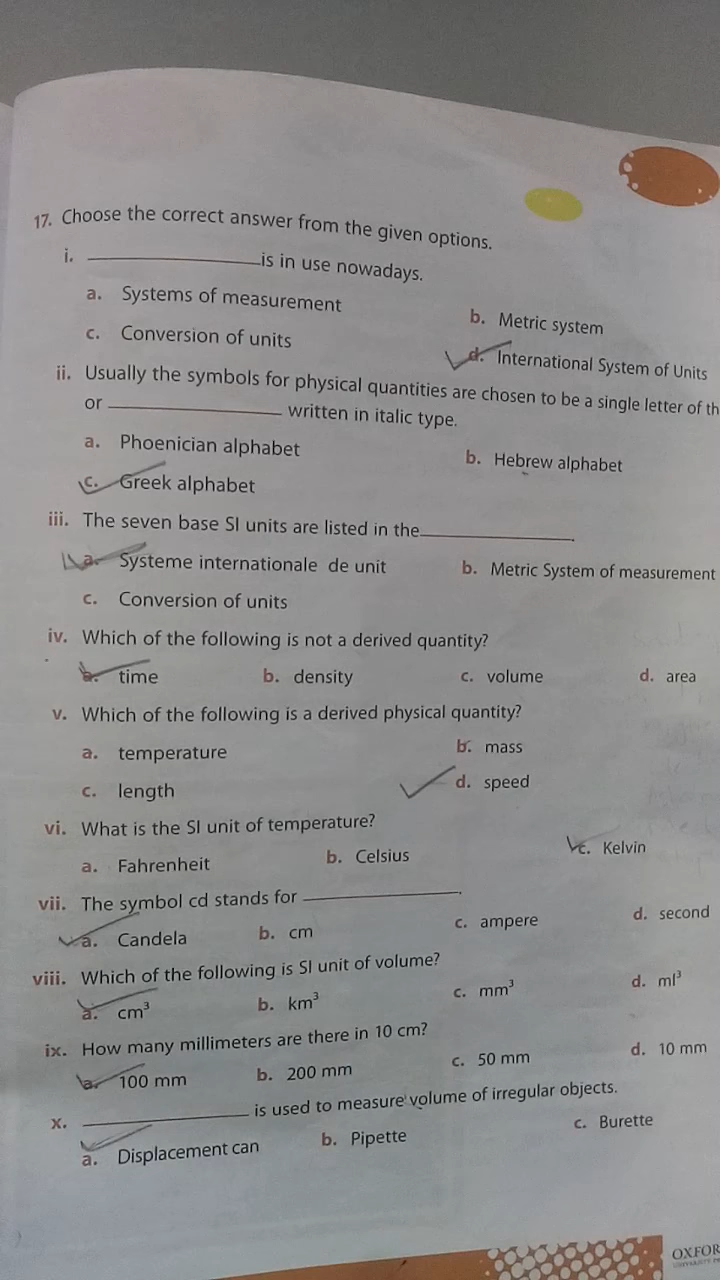 17. Choose the correct answer from the given options.
i. ____________ is in use nowadays.
a. Systems of measurement b. Metric system
c. Conversion of units d. International System of Units
ii. Usually the symbols for physical quantities are chosen to be a single letter of th
or ____________ written in italic type.
a. Phoenician alphabet b. Hebrew alphabet
c. Greek alphabet
iii. The seven base SI units are listed in the ____________.
a. Systeme internationale de unit b. Metric System of measurement
c. Conversion of units
iv. Which of the following is not a derived quantity?
a. time b. density c. volume d. area
v. Which of the following is a derived physical quantity?
a. temperature b. mass
c. length d. speed
vi. What is the SI unit of temperature?
a. Fahrenheit b. Celsius c. Kelvin
vii. The symbol cd stands for ____________.
a. Candela b. cm c. ampere d. second
viii. Which of the following is SI unit of volume?
a. cm³ b. km³ c. mm³ d. ml³
ix. How many millimeters are there in 10 cm?
a. 100 mm b. 200 mm c. 50 mm d. 10 mm
x. ____________ is used to measure volume of irregular objects.
a. Displacement can b. Pipette c. Burette
OXFOR